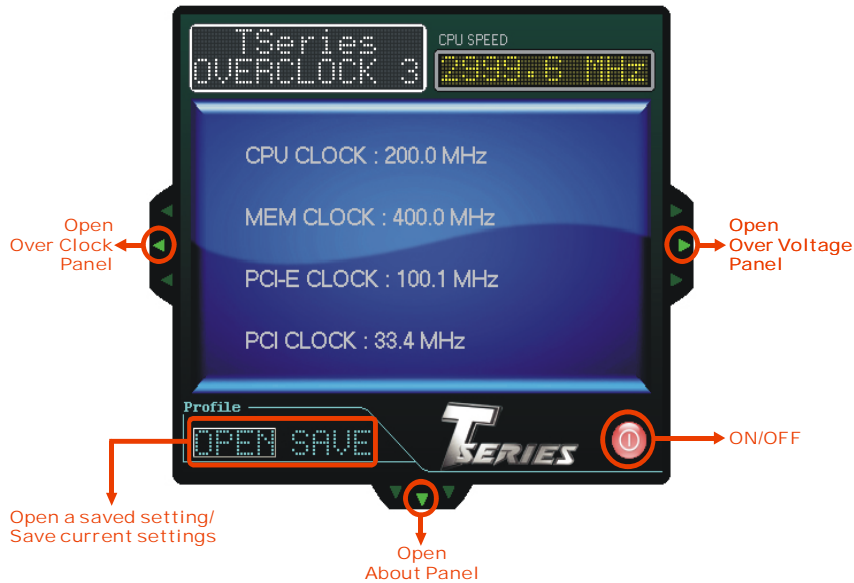 TSeries
OVERCLOCK 3
CPU SPEED
2999.6 MHz
CPU CLOCK : 200.0 MHz
MEM CLOCK : 400.0 MHz
PCI-E CLOCK : 100.1 MHz
PCI CLOCK : 33.4 MHz
Open
Over Clock
Panel
Open
Over Voltage
Panel
Profile
OPEN SAVE
TSERIES
ON/OFF
Open a saved setting/
Save current settings
Open
About Panel